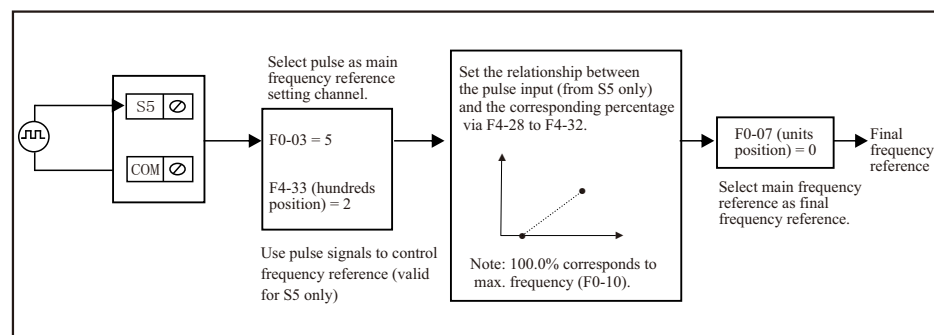 S5
COM
Select pulse as main
frequency reference
setting channel.
F0-03 = 5
F4-33 (hundreds
position) = 2
Use pulse signals to control
frequency reference (valid
for S5 only)
Set the relationship between
the pulse input (from S5 only)
and the corresponding percentage
via F4-28 to F4-32.
Note: 100.0% corresponds to
max. frequency (F0-10).
F0-07 (units
position) = 0
Select main frequency
reference as final
frequency reference.
Final
frequency
reference